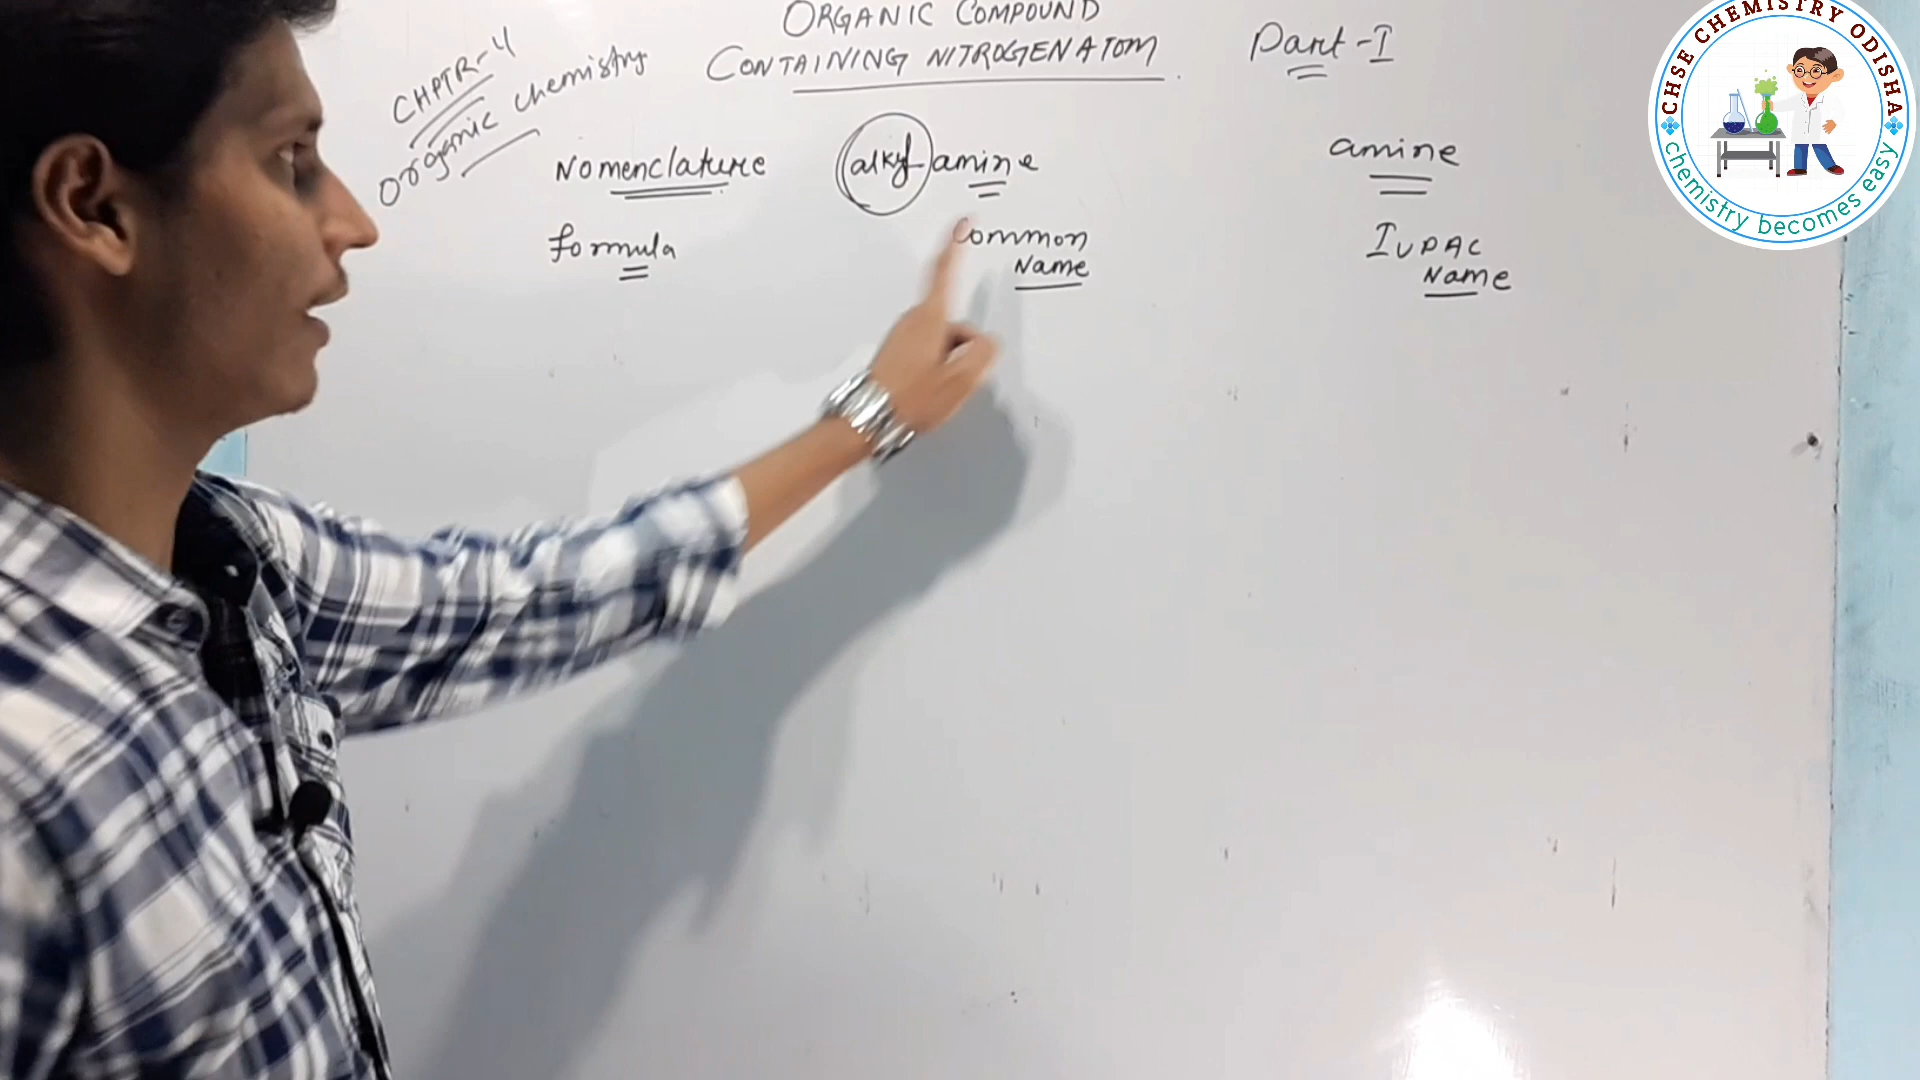 ORGANIC COMPOUND
CONTAINING NITROGEN ATOM.
Part-I
CHPTR-4
organic chemistry
Nomenclature
alkyl amine
amine
formula
Common
Name
IUPAC
Name
CHSE CHEMISTRY ODISHA
chemistry becomes easy